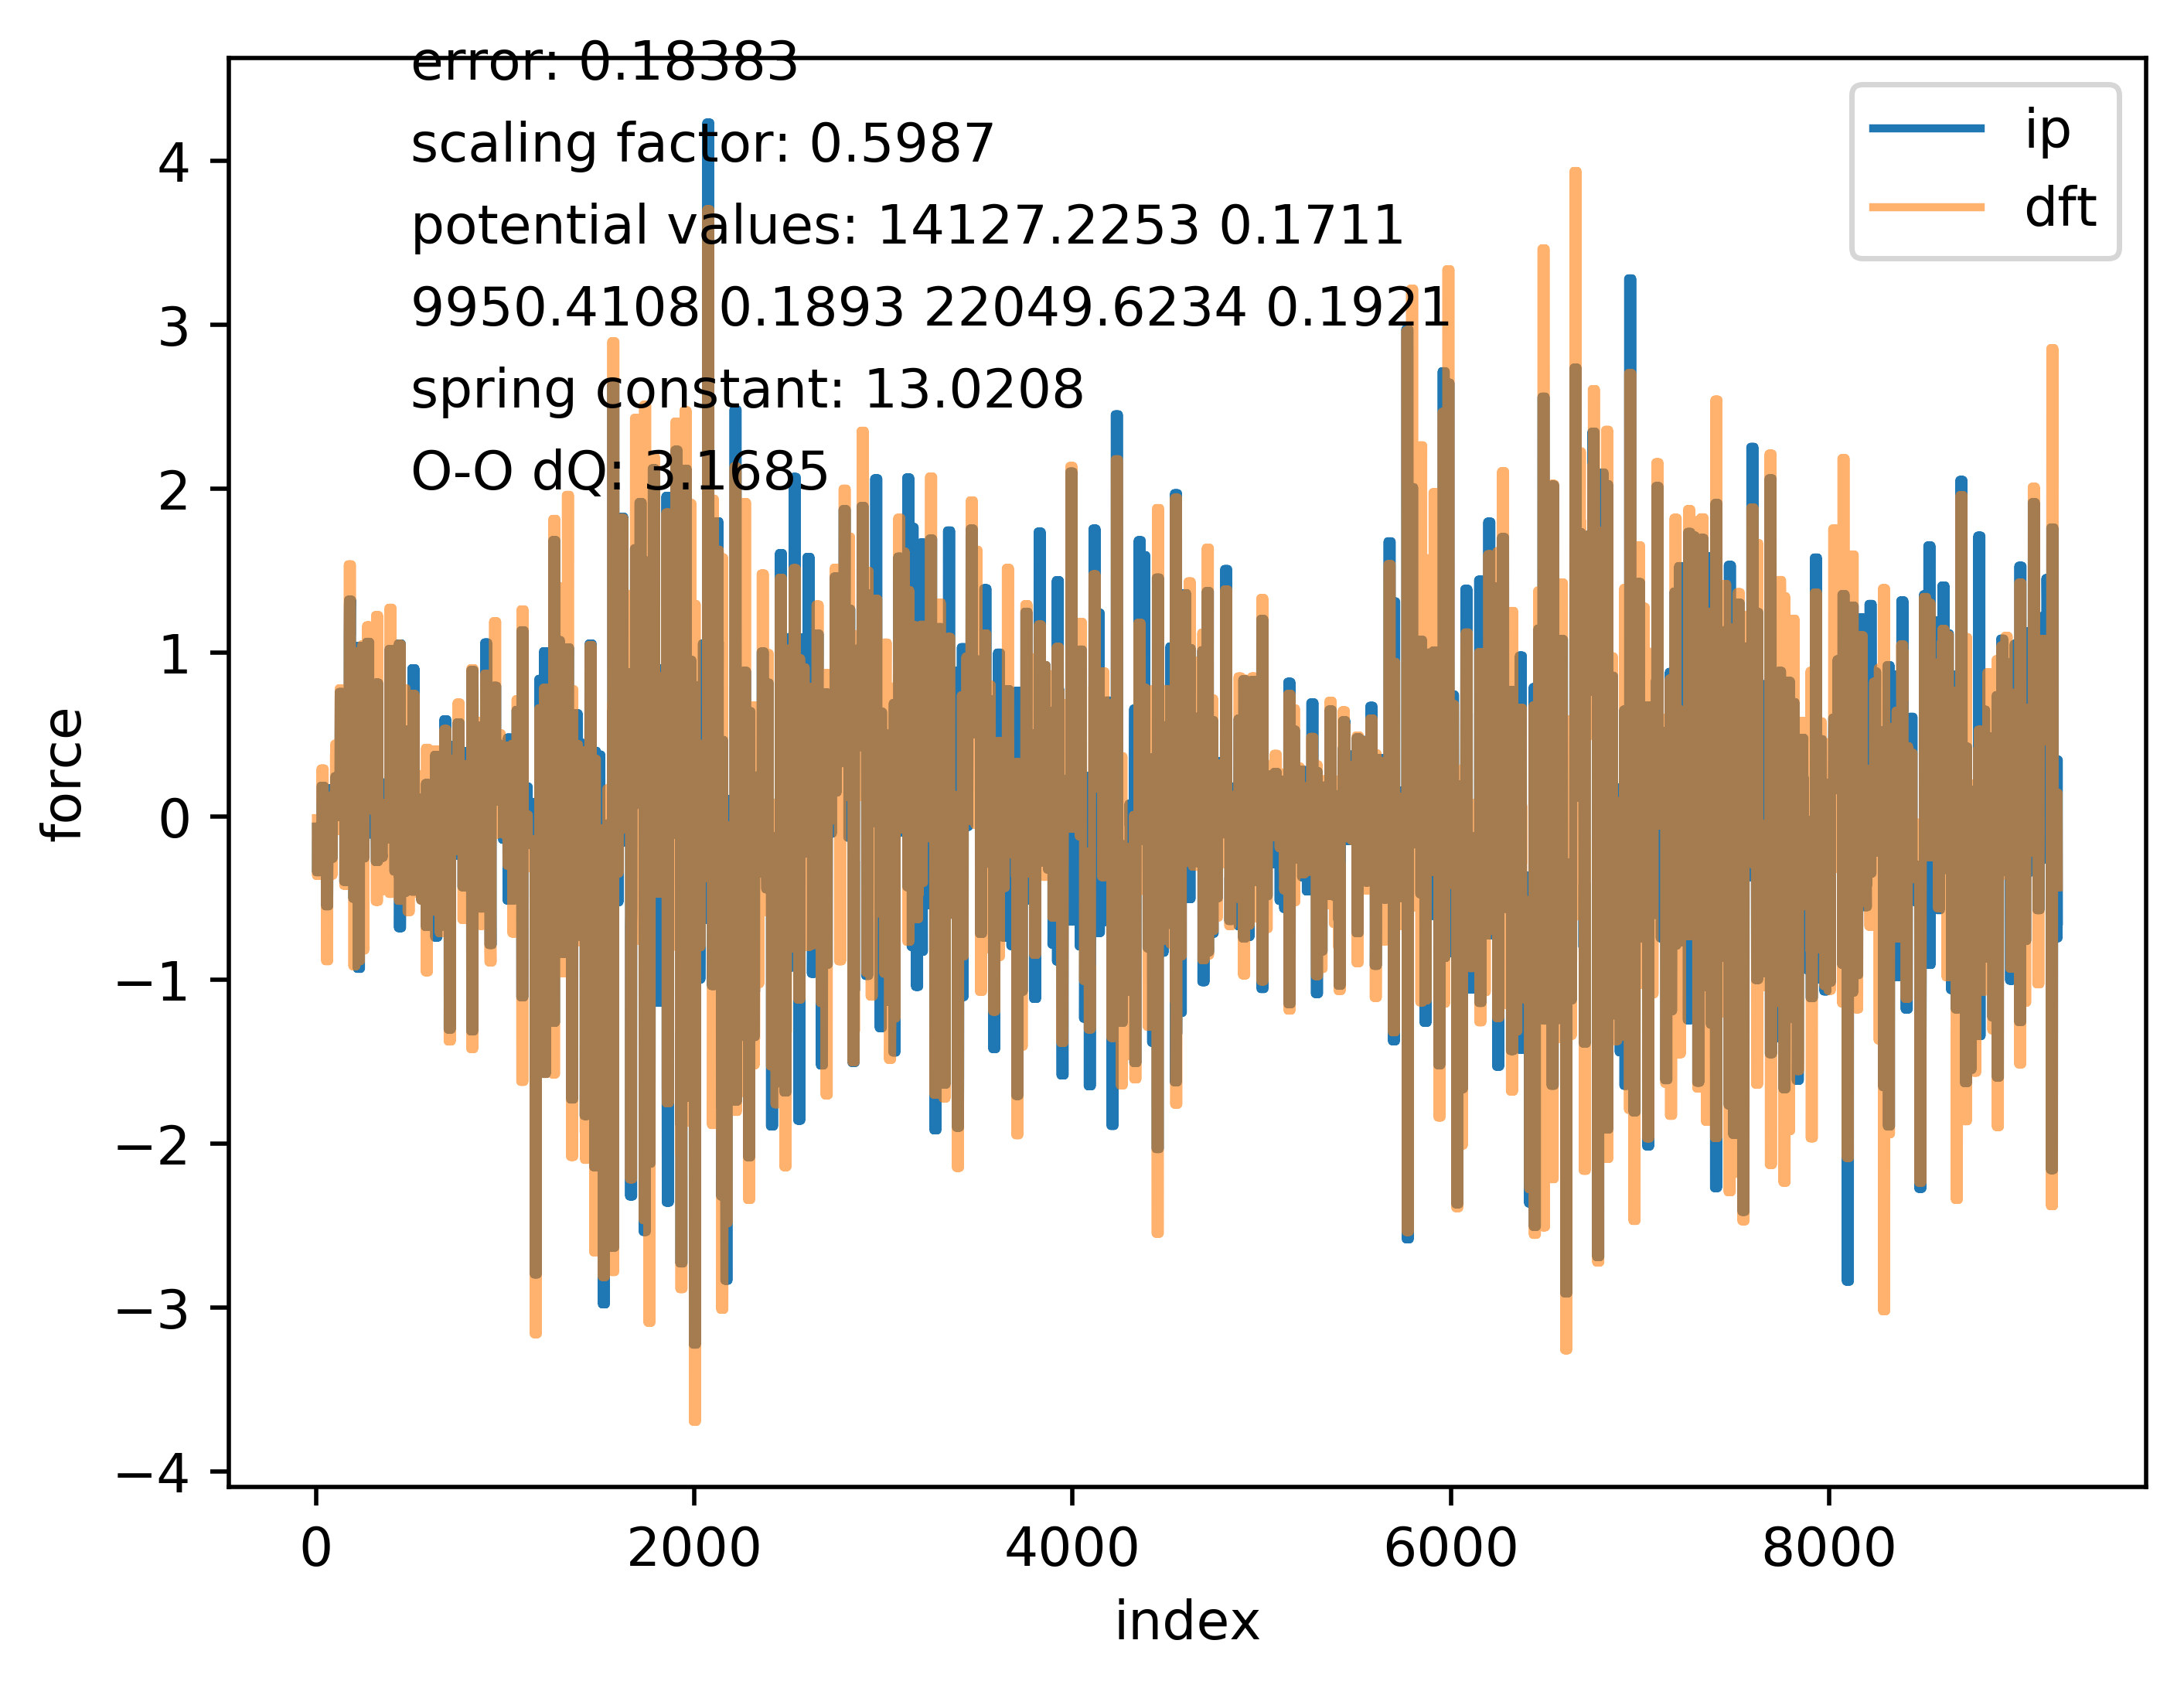 error: 0.18383
scaling factor: 0.5987
potential values: 14127.2253 0.1711
9950.4108 0.1893 22049.6234 0.1921
spring constant: 13.0208
O-O dQ: 3.1685
ip
dft
4
3
2
1
0
−1
−2
−3
−4
force
0
2000
4000
6000
8000
index